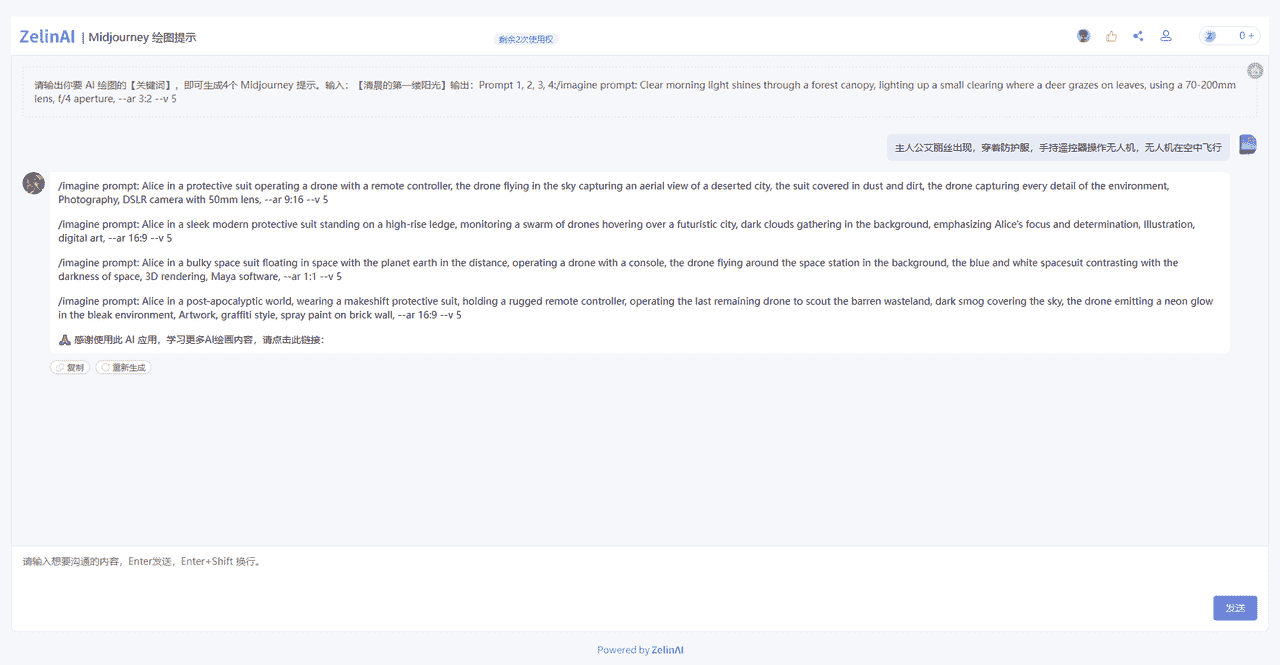 ZelinAI | Midjourney 绘图提示
剩余2次使用权
0 +
请输出你要 AI 绘图的【关键词】，即可生成4个 Midjourney 提示。输入：【清晨的第一缕阳光】输出：Prompt 1, 2, 3, 4:/imagine prompt: Clear morning light shines through a forest canopy, lighting up a small clearing where a deer grazes on leaves, using a 70-200mm
lens, f/4 aperture, --ar 3:2 --v 5
主人公艾丽丝出现，穿着防护服，手持遥控器操作无人机，无人机在空中飞行
/imagine prompt: Alice in a protective suit operating a drone with a remote controller, the drone flying in the sky capturing an aerial view of a deserted city, the suit covered in dust and dirt, the drone capturing every detail of the environment,
Photography, DSLR camera with 50mm lens, --ar 9:16 --v 5
/imagine prompt: Alice in a sleek modern protective suit standing on a high-rise ledge, monitoring a swarm of drones hovering over a futuristic city, dark clouds gathering in the background, emphasizing Alice's focus and determination, Illustration,
digital art, --ar 16:9 --v 5
/imagine prompt: Alice in a bulky space suit floating in space with the planet earth in the distance, operating a drone with a console, the drone flying around the space station in the background, the blue and white spacesuit contrasting with the
darkness of space, 3D rendering, Maya software, --ar 1:1 --v 5
/imagine prompt: Alice in a post-apocalyptic world, wearing a makeshift protective suit, holding a rugged remote controller, operating the last remaining drone to scout the barren wasteland, dark smog covering the sky, the drone emitting a neon glow
in the bleak environment, Artwork, graffiti style, spray paint on brick wall, --ar 16:9 --v 5
感谢使用此 AI 应用，学习更多AI绘画内容，请点击此链接：
复制 重新生成
请输入想要沟通的内容，Enter发送，Enter+Shift 换行。
发送
Powered by ZelinAI